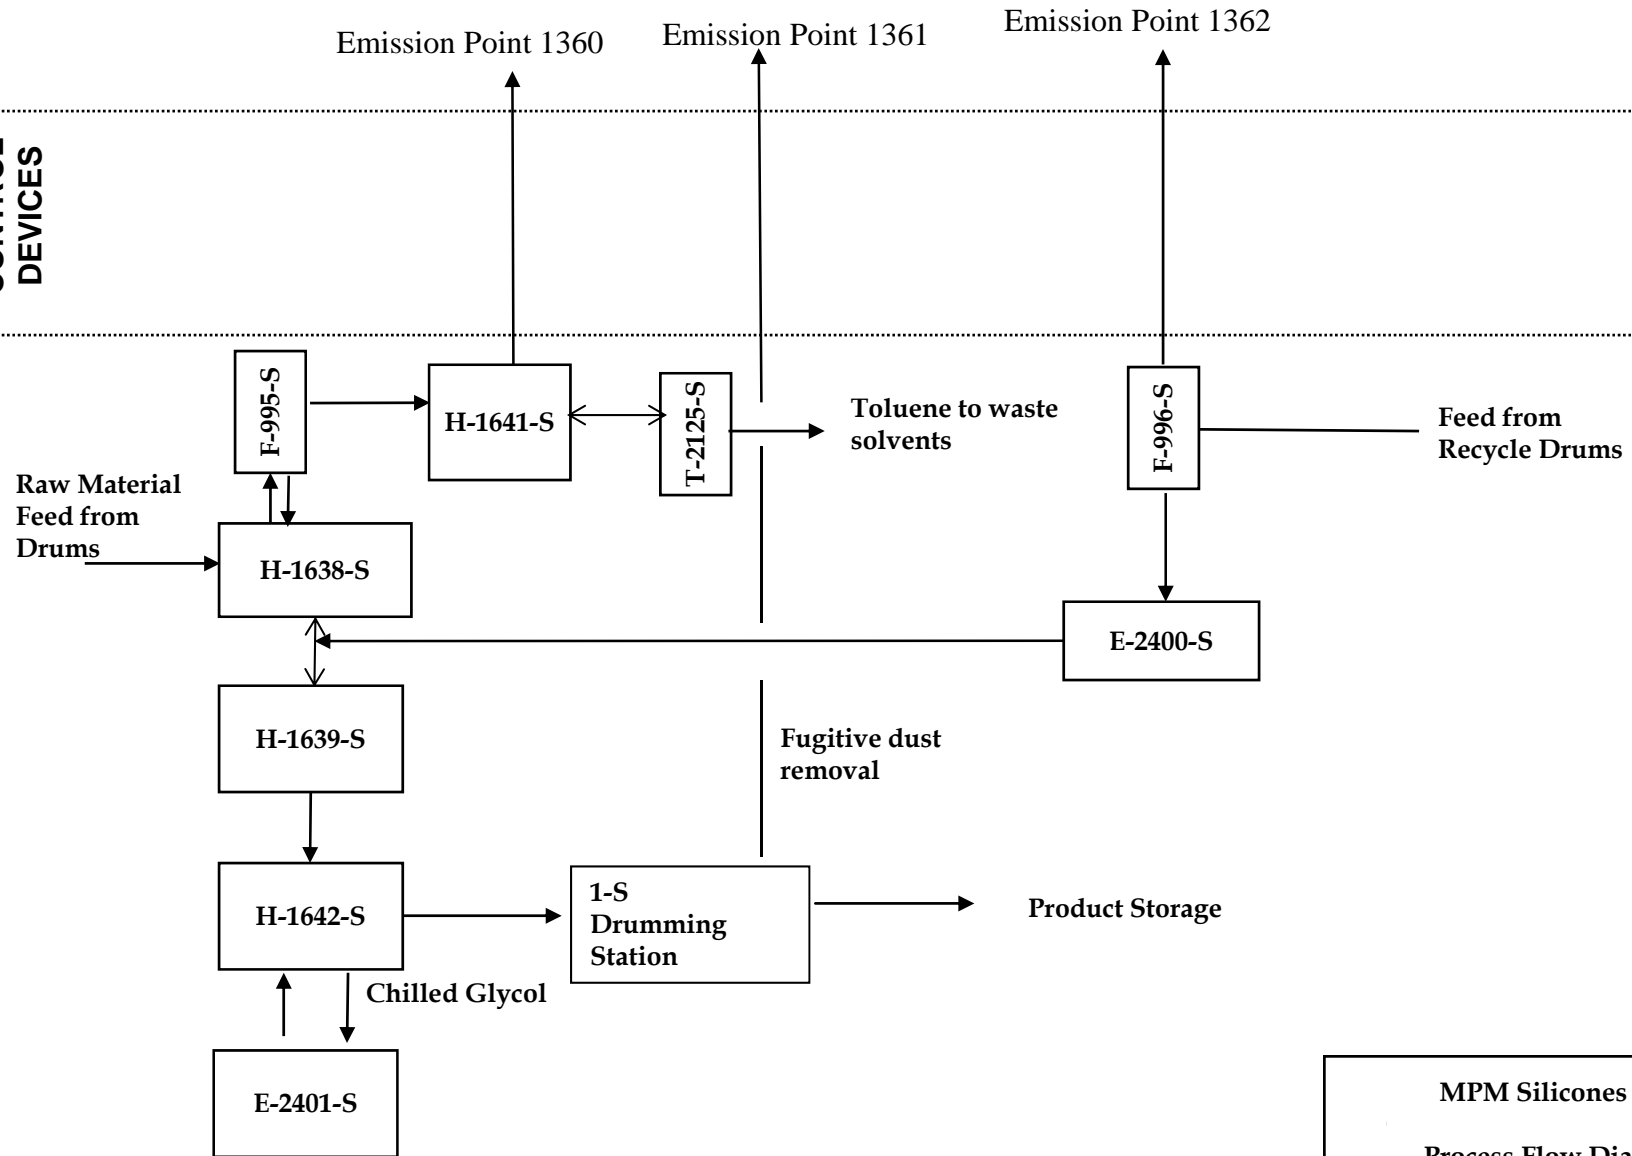 Emission Point 1360
Emission Point 1361
Emission Point 1362
DEVICES
F-995-S
H-1641-S
T-2125-S
Toluene to waste
solvents
F-996-S
Feed from
Recycle Drums
Raw Material
Feed from
Drums
H-1638-S
E-2400-S
H-1639-S
Fugitive dust
removal
H-1642-S
1-S
Drumming
Station
Product Storage
Chilled Glycol
E-2401-S
MPM Silicones
Process Flow